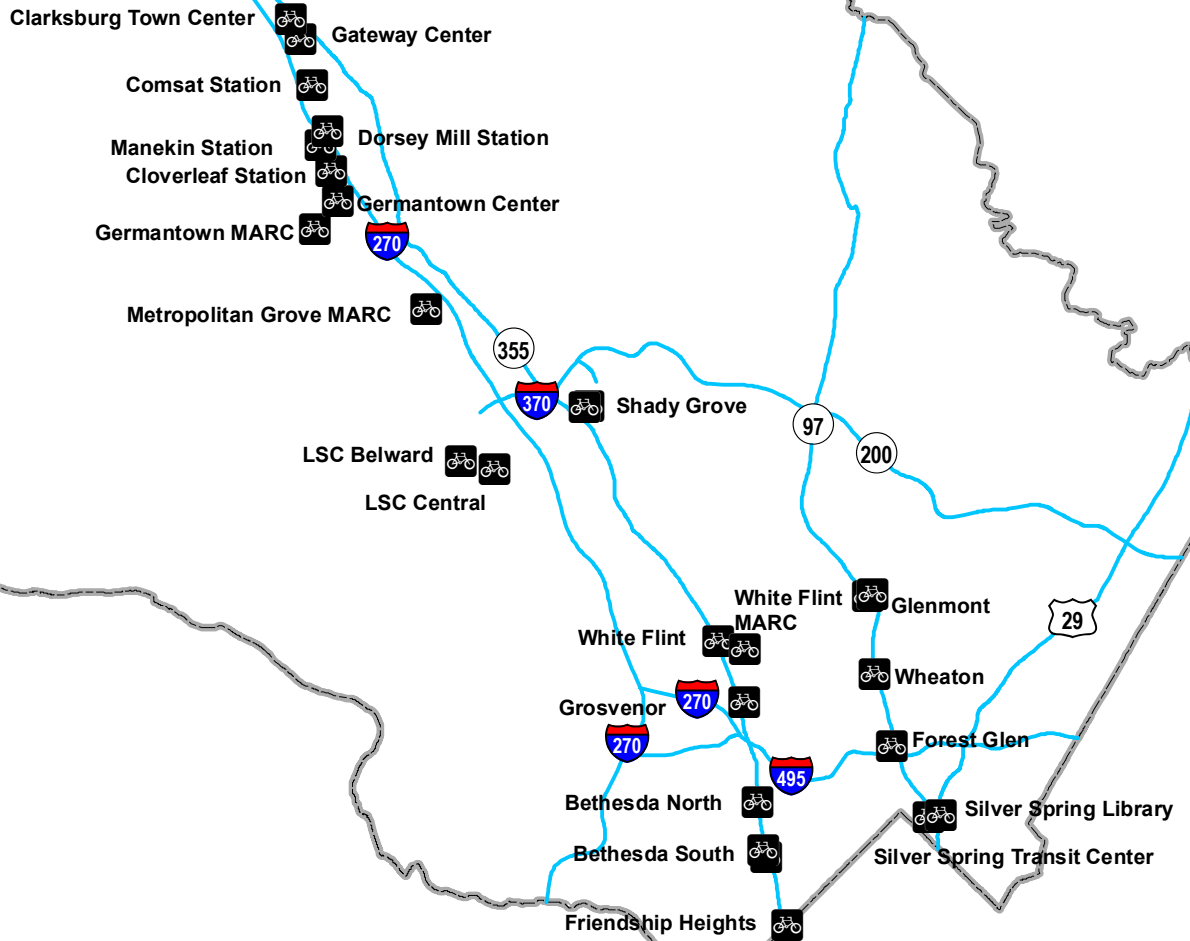 Clarksburg Town Center
Gateway Center
Comsat Station
Dorsey Mill Station
Manekin Station
Cloverleaf Station
Germantown Center
Germantown MARC
270
Metropolitan Grove MARC
355
370
Shady Grove
97
200
LSC Belward
LSC Central
White Flint
MARC
Glenmont
29
White Flint
Wheaton
Grosvenor
270
270
Forest Glen
495
Bethesda North
Silver Spring Library
Bethesda South
Silver Spring Transit Center
Friendship Heights